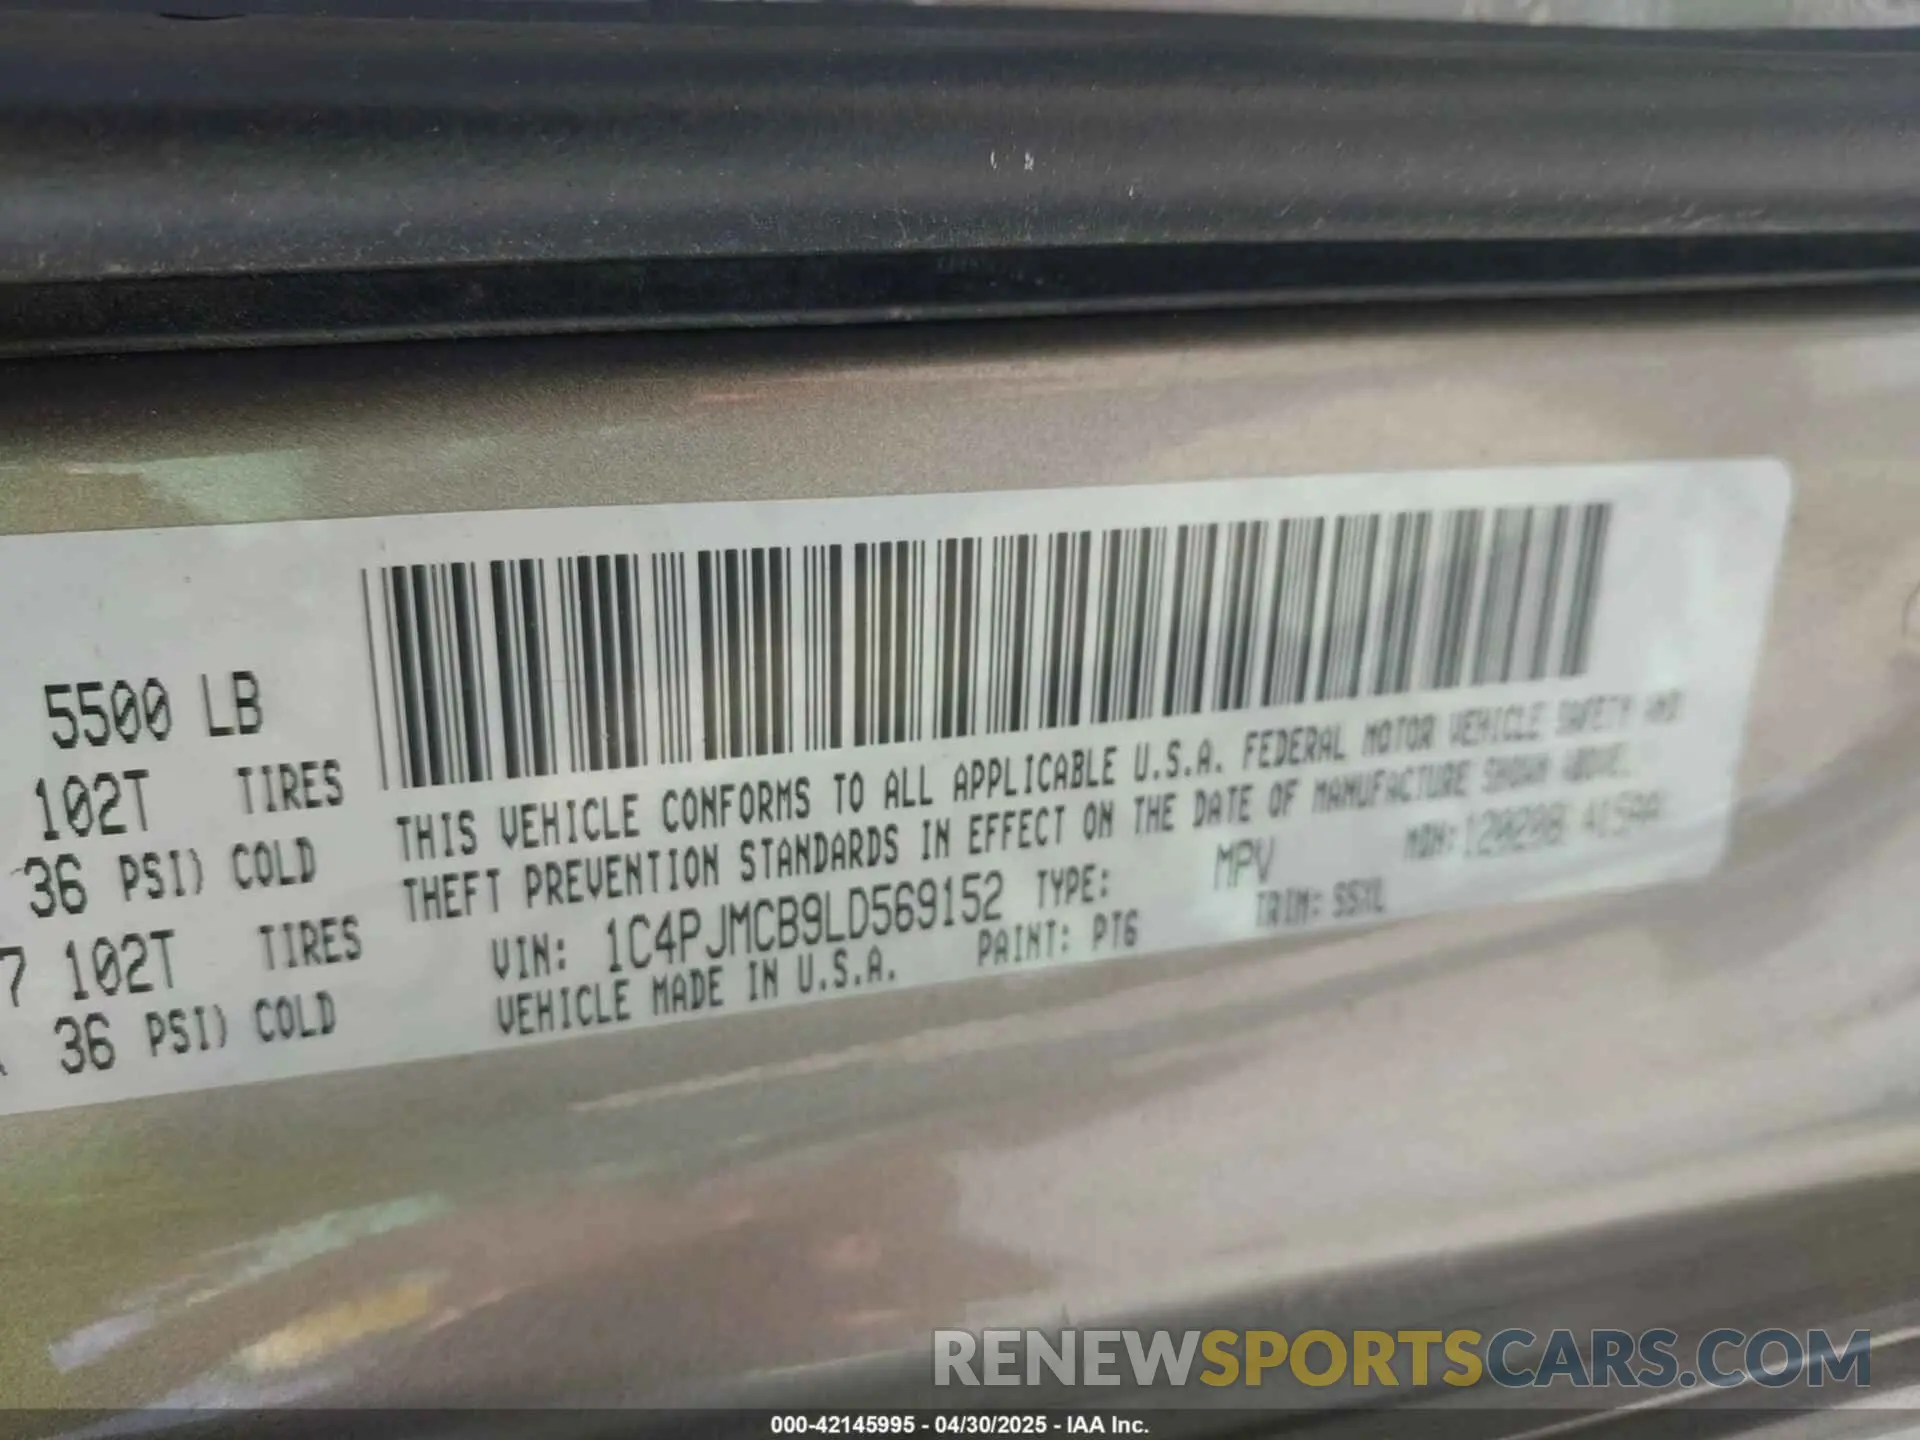 5500 LB
102T TIRES
36 PSI) COLD
7 102T TIRES
36 PSI) COLD
THIS VEHICLE CONFORMS TO ALL APPLICABLE U.S.A. FEDERAL MOTOR VEHICLE SAFETY AND
THEFT PREVENTION STANDARDS IN EFFECT ON THE DATE OF MANUFACTURE SHOWN ABOVE.
VIN: 1C4PJMCB9LD569152 TYPE: MPV MDH:
VEHICLE MADE IN U.S.A. PAINT: PT6 TRIM:
RENEWSPORTSCARS.COM
000-42145995 - 04/30/2025 - IAA Inc.